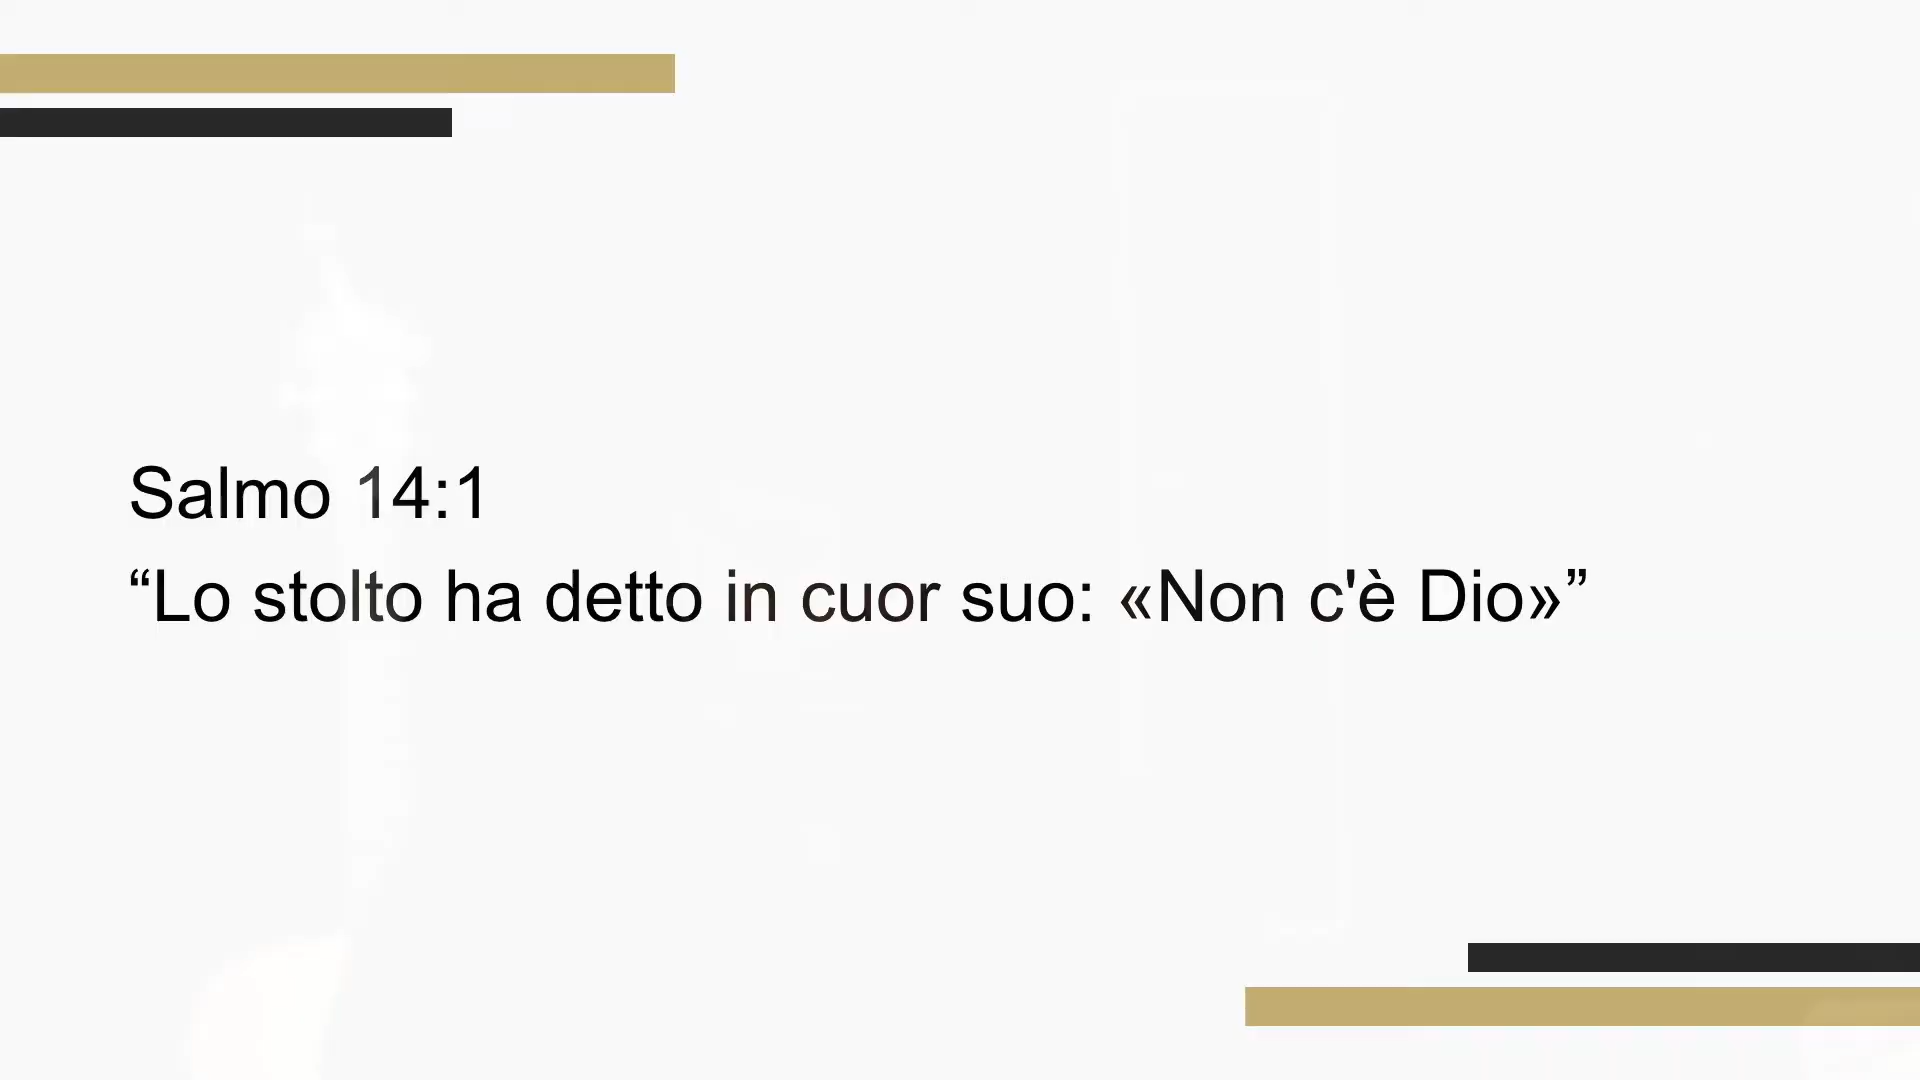 Salmo 14:1
“Lo stolto ha detto in cuor suo: «Non c'è Dio»”